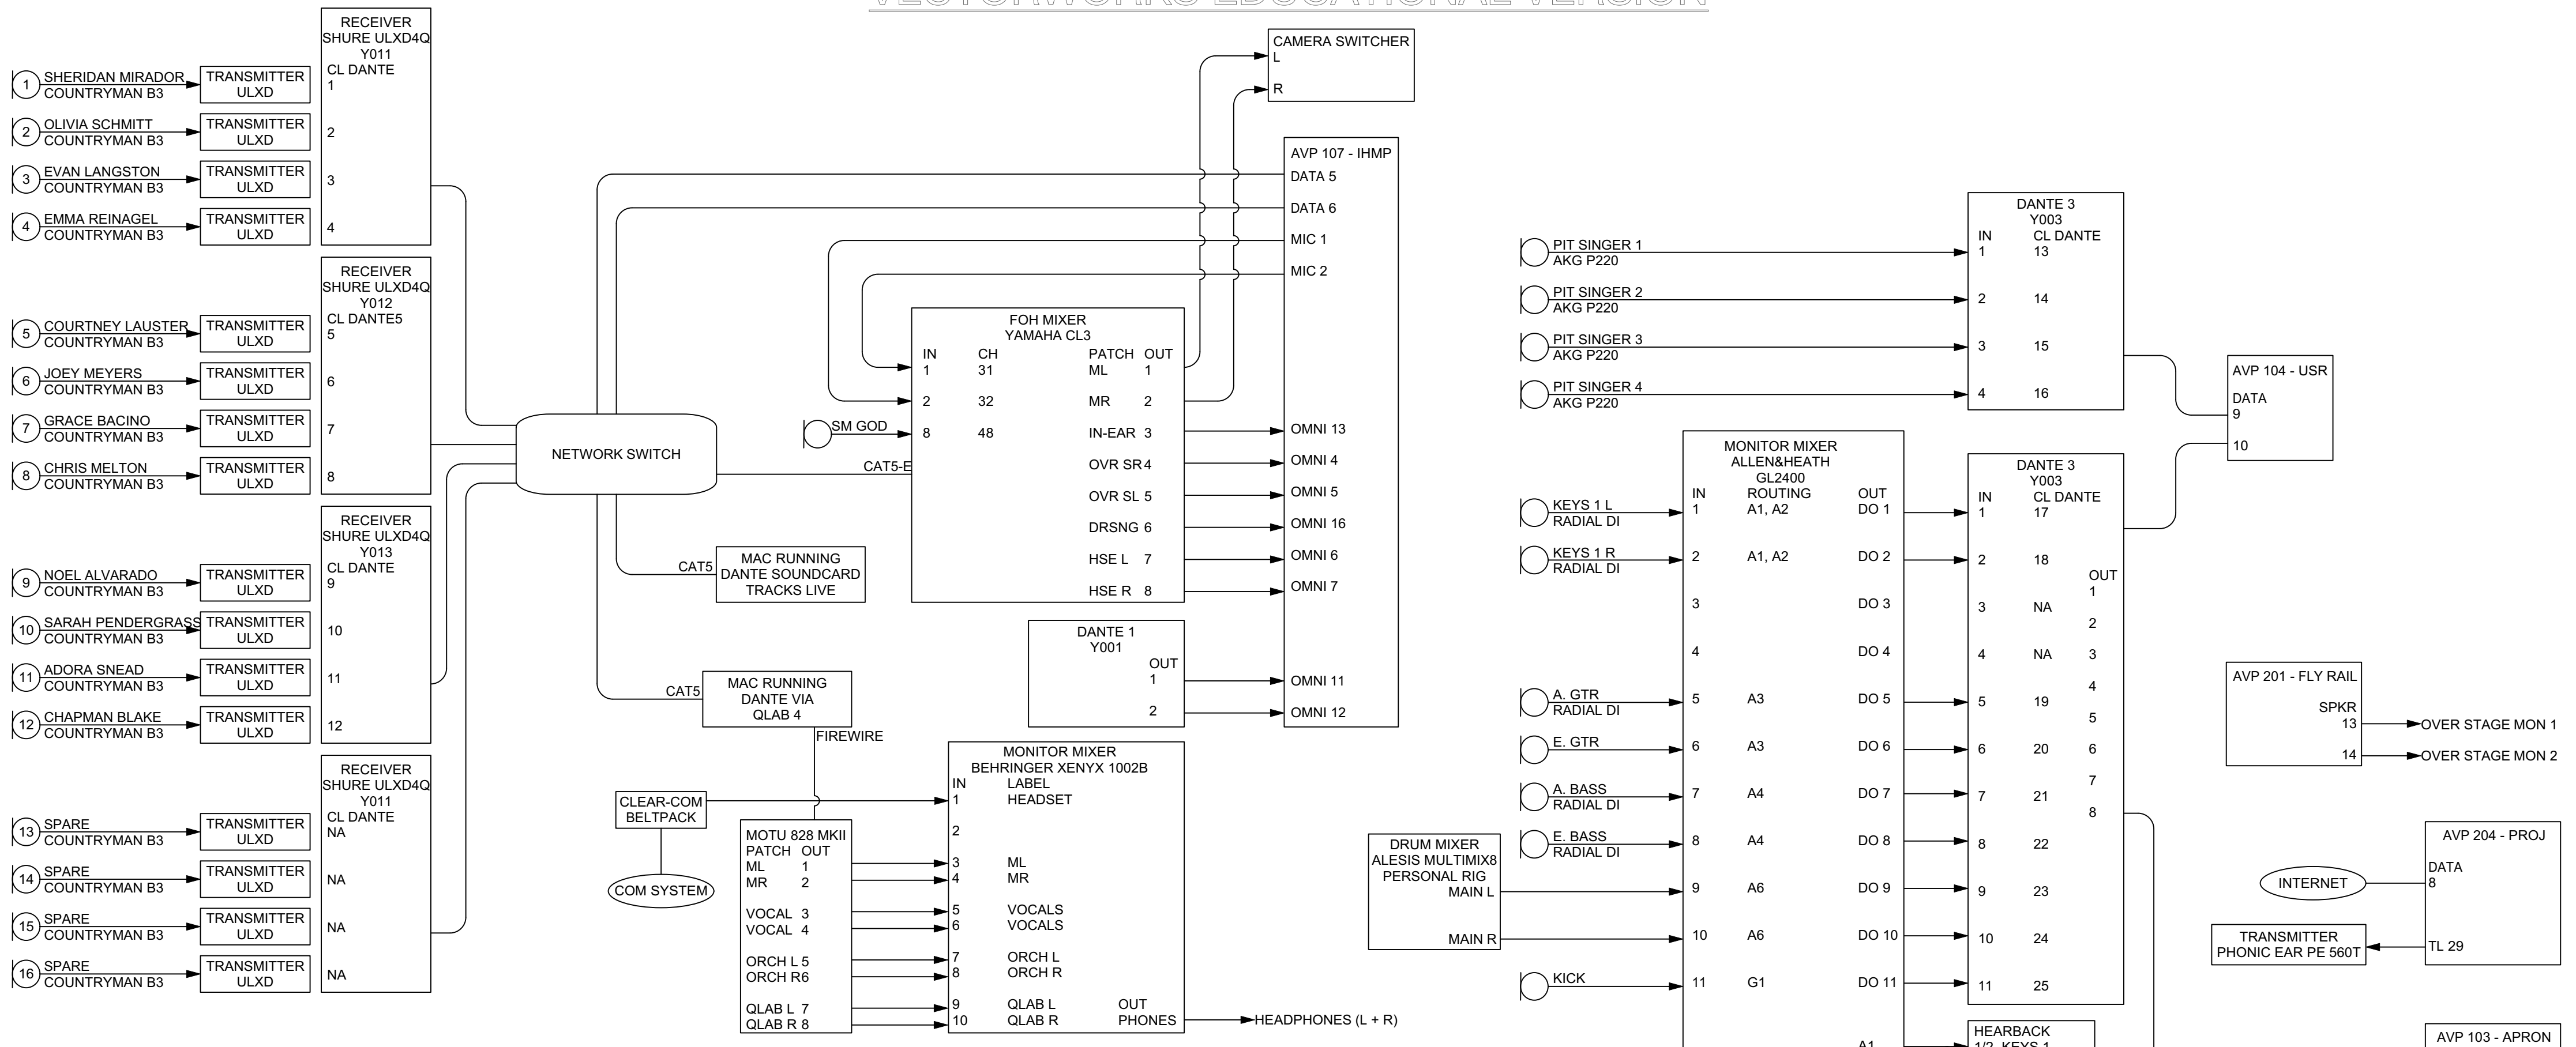 VECTORWORKS EDUCATIONAL VERSION
RECEIVER
SHURE ULXD4Q
Y011
CL DANTE
1
2
3
4
1
SHERIDAN MIRADOR
COUNTRYMAN B3
TRANSMITTER
ULXD
2
OLIVIA SCHMITT
COUNTRYMAN B3
TRANSMITTER
ULXD
3
EVAN LANGSTON
COUNTRYMAN B3
TRANSMITTER
ULXD
4
EMMA REINAGEL
COUNTRYMAN B3
TRANSMITTER
ULXD
RECEIVER
SHURE ULXD4Q
Y012
CL DANTE5
5
6
7
8
5
COURTNEY LAUSTER
COUNTRYMAN B3
TRANSMITTER
ULXD
6
JOEY MEYERS
COUNTRYMAN B3
TRANSMITTER
ULXD
7
GRACE BACINO
COUNTRYMAN B3
TRANSMITTER
ULXD
8
CHRIS MELTON
COUNTRYMAN B3
TRANSMITTER
ULXD
RECEIVER
SHURE ULXD4Q
Y013
CL DANTE
9
10
11
12
9
NOEL ALVARADO
COUNTRYMAN B3
TRANSMITTER
ULXD
10
SARAH PENDERGRASS
COUNTRYMAN B3
TRANSMITTER
ULXD
11
ADORA SNEAD
COUNTRYMAN B3
TRANSMITTER
ULXD
12
CHAPMAN BLAKE
COUNTRYMAN B3
TRANSMITTER
ULXD
RECEIVER
SHURE ULXD4Q
Y011
CL DANTE
NA
NA
NA
NA
13
SPARE
COUNTRYMAN B3
TRANSMITTER
ULXD
14
SPARE
COUNTRYMAN B3
TRANSMITTER
ULXD
15
SPARE
COUNTRYMAN B3
TRANSMITTER
ULXD
16
SPARE
COUNTRYMAN B3
TRANSMITTER
ULXD
NETWORK SWITCH
CAT5-E
CAT5
MAC RUNNING
DANTE SOUNDCARD
TRACKS LIVE
CAT5
MAC RUNNING
DANTE VIA
QLAB 4
FIREWIRE
CLEAR-COM
BELTPACK
COM SYSTEM
MOTU 828 MKII
PATCH OUT
ML 1
MR 2
VOCAL 3
VOCAL 4
ORCH L 5
ORCH R6
QLAB L 7
QLAB R 8
MONITOR MIXER
BEHRINGER XENYX 1002B
IN LABEL
1 HEADSET
2
3 ML
4 MR
5 VOCALS
6 VOCALS
7 ORCH L
8 ORCH R
9 QLAB L OUT
10 QLAB R PHONES
HEADPHONES (L + R)
CAMERA SWITCHER
L
R
FOH MIXER
YAMAHA CL3
IN CH PATCH OUT
1 31 ML 1
2 32 MR 2
8 48 IN-EAR 3
OVR SR4
OVR SL 5
DRSNG 6
HSE L 7
HSE R 8
SM GOD
AVP 107 - IHMP
DATA 5
DATA 6
MIC 1
MIC 2
OMNI 13
OMNI 4
OMNI 5
OMNI 16
OMNI 6
OMNI 7
OMNI 11
OMNI 12
DANTE 1
Y001
OUT
1
2
PIT SINGER 1
AKG P220
PIT SINGER 2
AKG P220
PIT SINGER 3
AKG P220
PIT SINGER 4
AKG P220
DANTE 3
Y003
IN CL DANTE
1 13
2 14
3 15
4 16
AVP 104 - USR
DATA
9
10
KEYS 1 L
RADIAL DI
KEYS 1 R
RADIAL DI
A. GTR
RADIAL DI
E. GTR
A. BASS
RADIAL DI
E. BASS
RADIAL DI
DRUM MIXER
ALESIS MULTIMIX8
PERSONAL RIG
MAIN L
MAIN R
KICK
MONITOR MIXER
ALLEN&HEATH
GL2400
IN ROUTING OUT
1 A1, A2 DO 1
2 A1, A2 DO 2
3 DO 3
4 DO 4
5 A3 DO 5
6 A3 DO 6
7 A4 DO 7
8 A4 DO 8
9 A6 DO 9
10 A6 DO 10
11 G1 DO 11
A1
DANTE 3
Y003
IN CL DANTE
1 17
2 18
3 NA
4 NA
5 19
6 20
7 21
8 22
9 23
10 24
11 25
OUT
1
2
3
4
5
6
7
8
HEARBACK
1/2 KEYS 1
AVP 201 - FLY RAIL
SPKR
13
OVER STAGE MON 1
14
OVER STAGE MON 2
AVP 204 - PROJ
DATA
8
TL 29
INTERNET
TRANSMITTER
PHONIC EAR PE 560T
AVP 103 - APRON